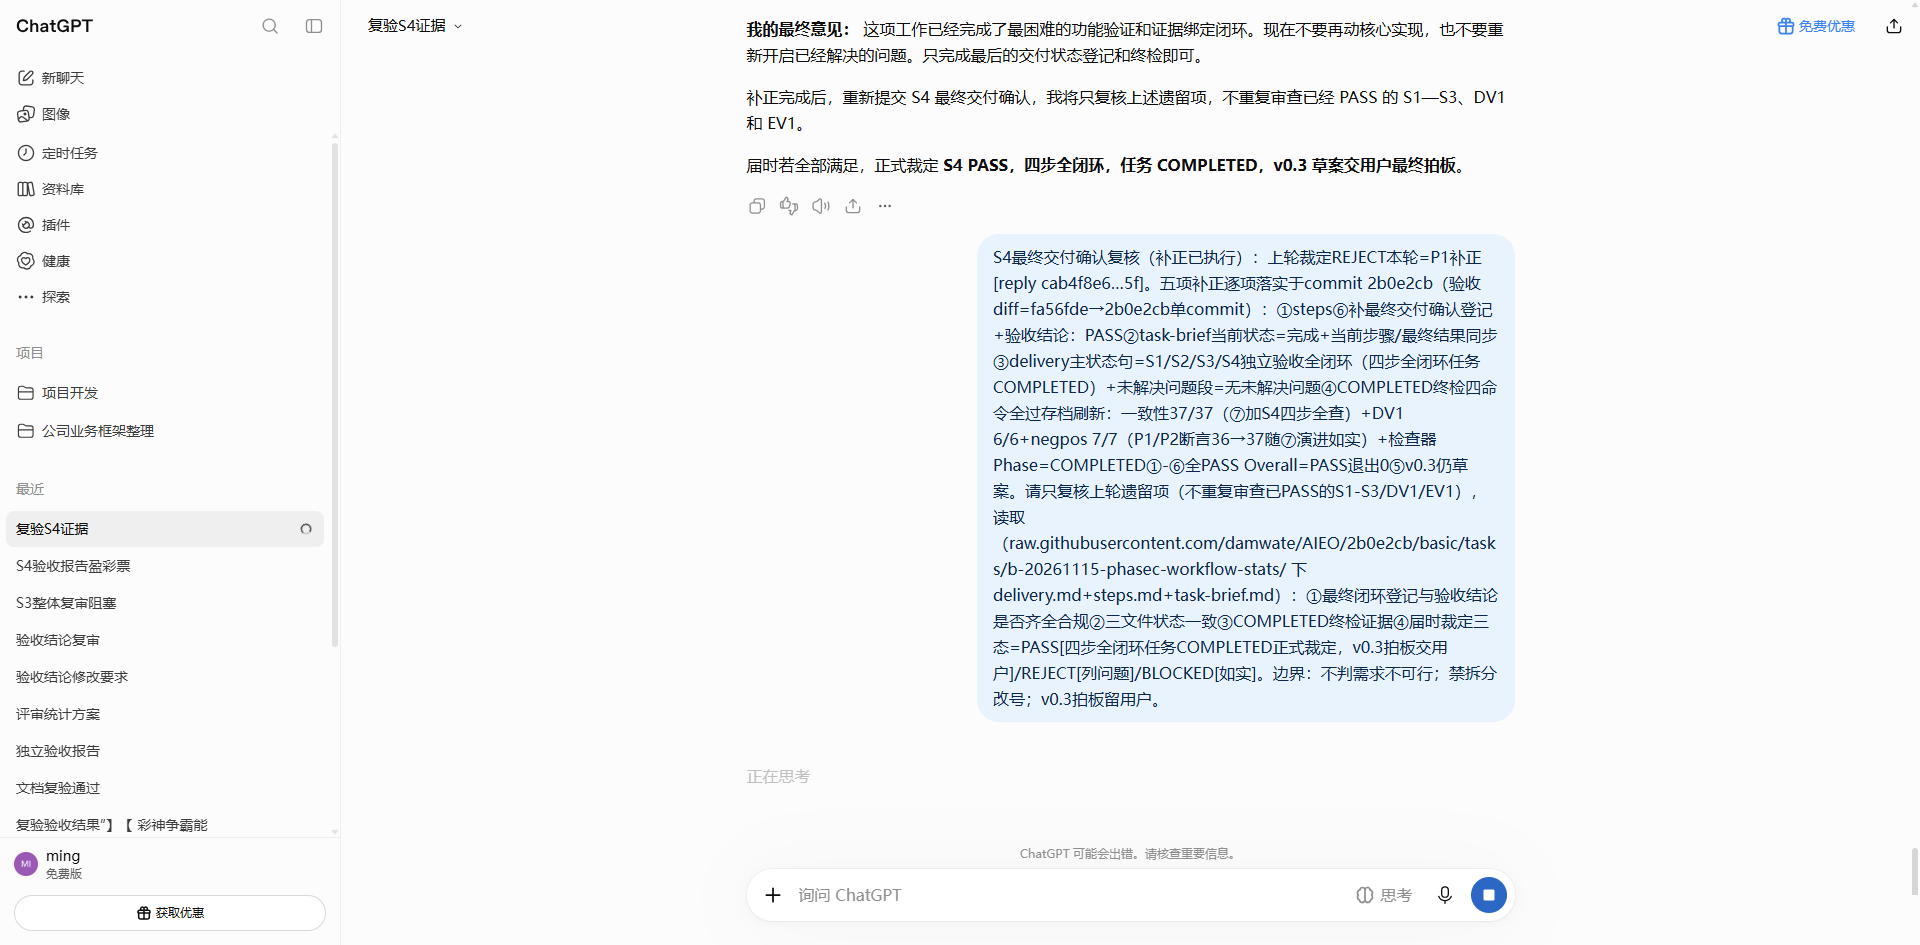 ChatGPT
新聊天
图像
定时任务
资料库
插件
健康
探索
项目
项目开发
公司业务框架整理
最近
复验S4证据
S4验收报告盈彩票
S3整体复审阻塞
验收结论复审
验收结论修改要求
评审统计方案
独立验收报告
文档复验通过
复验验收结果”】【 彩神争霸能
MI
ming
免费版
获取优惠
复验S4证据
免费优惠
我的最终意见： 这项工作已经完成了最困难的功能验证和证据绑定闭环。现在不要再动核心实现，也不要重
新开启已经解决的问题。只完成最后的交付状态登记和终检即可。
补正完成后，重新提交 S4 最终交付确认，我将只复核上述遗留项，不重复审查已经 PASS 的 S1—S3、DV1
和 EV1。
届时若全部满足，正式裁定 S4 PASS，四步全闭环，任务 COMPLETED，v0.3 草案交用户最终拍板。
S4最终交付确认复核（补正已执行）：上轮裁定REJECT本轮=P1补正
[reply cab4f8e6...5f]。五项补正逐项落实于commit 2b0e2cb（验收
diff=fa56fde→2b0e2cb单commit）：①steps⑥补最终交付确认登记
+验收结论：PASS②task-brief当前状态=完成+当前步骤/最终结果同步
③delivery主状态句=S1/S2/S3/S4独立验收全闭环（四步全闭环任务
COMPLETED）+未解决问题段=无未解决问题④COMPLETED终检四命
令全过存档刷新：一致性37/37（⑦加S4四步全查）+DV1
6/6+negpos 7/7（P1/P2断言36→37随⑦演进如实）+检查器
Phase=COMPLETED①-⑥全PASS Overall=PASS退出0⑤v0.3仍草
案。请只复核上轮遗留项（不重复审查已PASS的S1-S3/DV1/EV1），
读取
（raw.githubusercontent.com/damwate/AIEO/2b0e2cb/basic/task
s/b-20261115-phasec-workflow-stats/ 下
delivery.md+steps.md+task-brief.md）：①最终闭环登记与验收结论
是否齐全合规②三文件状态一致③COMPLETED终检证据④届时裁定三
态=PASS[四步全闭环任务COMPLETED正式裁定，v0.3拍板交用
户]/REJECT[列问题]/BLOCKED[如实]。边界：不判需求不可行；禁拆分
改号；v0.3拍板留用户。
正在思考
ChatGPT 可能会出错。请核查重要信息。
询问 ChatGPT
思考